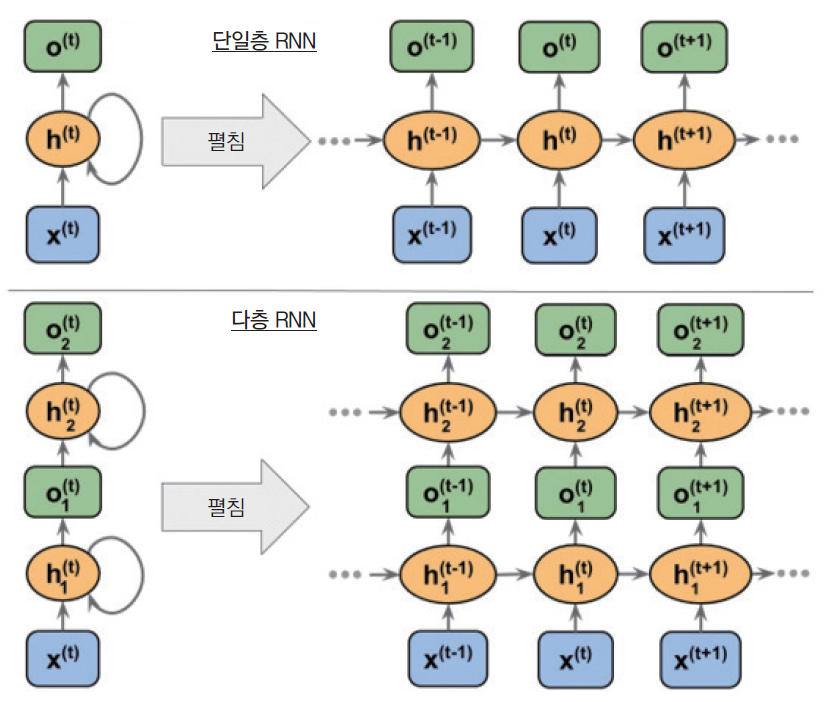 단일층 RNN
o(t) o(t-1) o(t) o(t+1)
h(t) 펼침 ••• h(t-1) h(t) h(t+1) •••
x(t) x(t-1) x(t) x(t+1)
다층 RNN
o2(t) o2(t-1) o2(t) o2(t+1)
h2(t) ••• h2(t-1) h2(t) h2(t+1) •••
o1(t) 펼침 o1(t-1) o1(t) o1(t+1)
h1(t) ••• h1(t-1) h1(t) h1(t+1) •••
x(t) x(t-1) x(t) x(t+1)